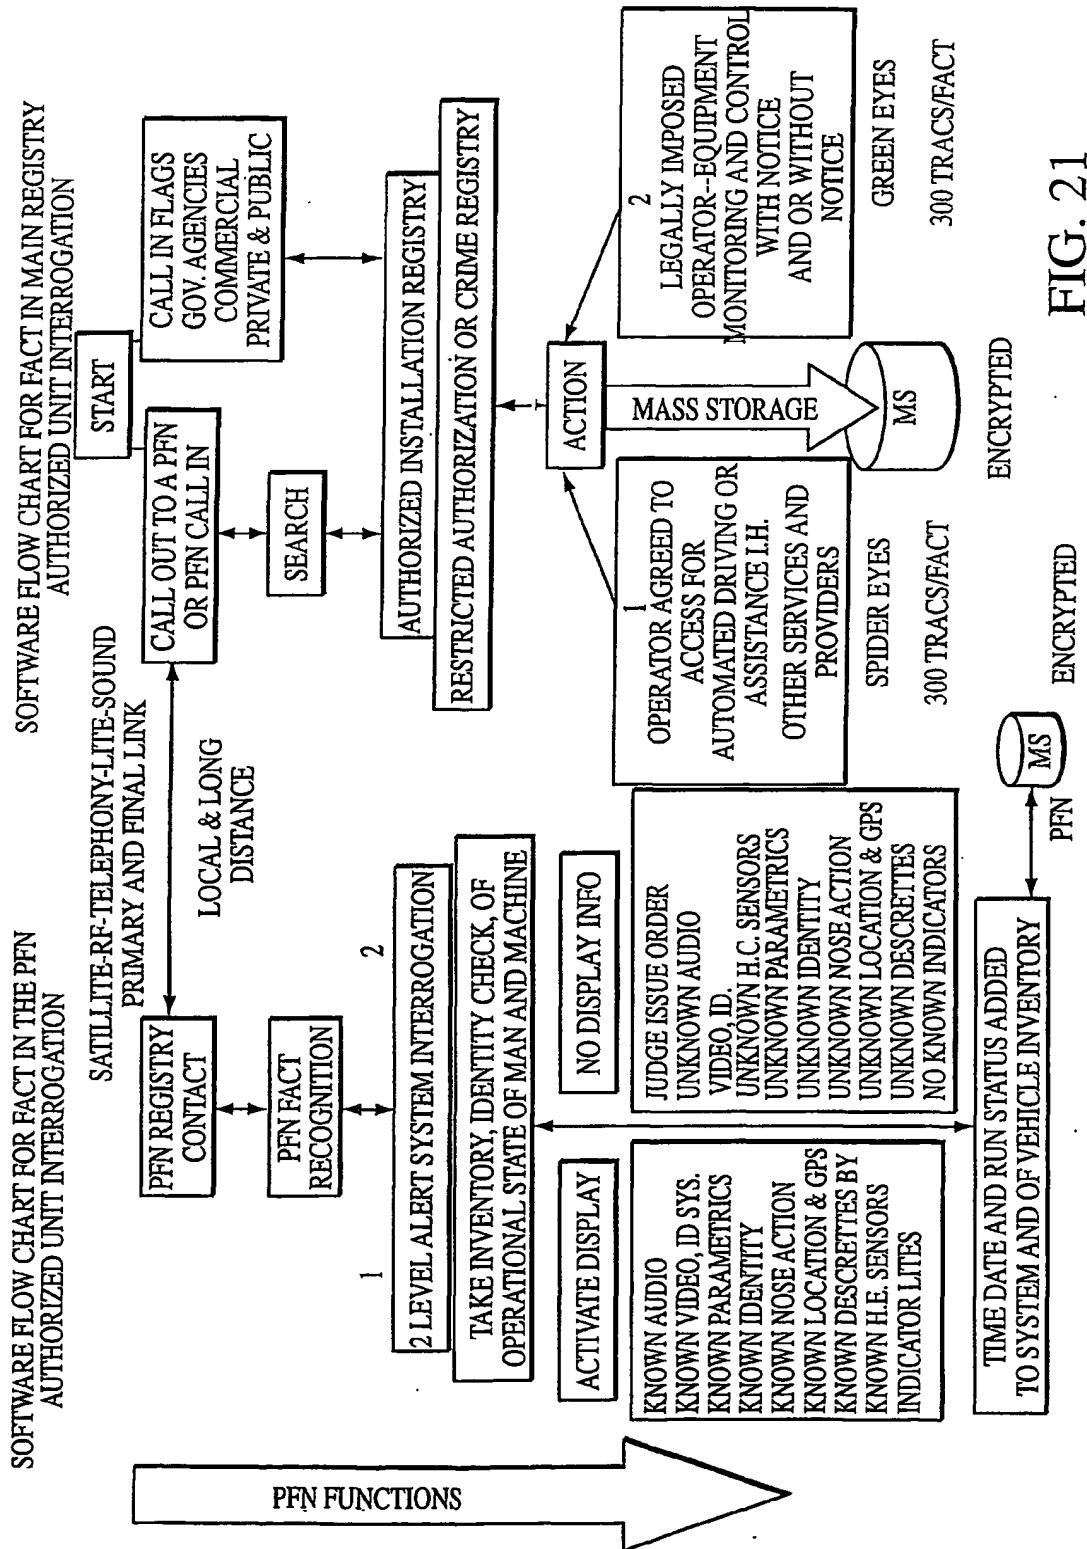 SOFTWARE FLOW CHART FOR FACT IN THE PFN
AUTHORIZED UNIT INTERROGATION
SATILLITE-RF-TELEPHONY-LITE-SOUND
PRIMARY AND FINAL LINK
LOCAL & LONG
DISTANCE
PFN FUNCTIONS
PFN REGISTRY
CONTACT
PFN FACT
RECOGNITION
1
2
2 LEVEL ALERT SYSTEM INTERROGATION
TAKE INVENTORY, IDENTITY CHECK, OF
OPERATIONAL STATE OF MAN AND MACHINE
ACTIVATE DISPLAY
KNOWN AUDIO
KNOWN VIDEO, ID SYS.
KNOWN PARAMETRICS
KNOWN IDENTITY
KNOWN NOSE ACTION
KNOWN LOCATION & GPS
KNOWN DESCRETTES BY
KNOWN H.E. SENSORS
INDICATOR LITES
NO DISPLAY INFO
JUDGE ISSUE ORDER
UNKNOWN AUDIO
VIDEO, ID.
UNKNOWN H.C. SENSORS
UNKNOWN PARAMETRICS
UNKNOWN IDENTITY
UNKNOWN NOSE ACTION
UNKNOWN LOCATION & GPS
UNKNOWN DESCRETTES
NO KNOWN INDICATORS
TIME DATE AND RUN STATUS ADDED
TO SYSTEM AND OF VEHICLE INVENTORY
MS
PFN
ENCRYPTED
SOFTWARE FLOW CHART FOR FACT IN MAIN REGISTRY
AUTHORIZED UNIT INTERROGATION
START
CALL OUT TO A PFN
OR PFN CALL IN
CALL IN FLAGS
GOV. AGENCIES
COMMERCIAL
PRIVATE & PUBLIC
SEARCH
AUTHORIZED INSTALLATION REGISTRY
RESTRICTED AUTHORIZATION OR CRIME REGISTRY
ACTION
1
OPERATOR AGREED TO
ACCESS FOR
AUTOMATED DRIVING OR
ASSISTANCE I.H.
OTHER SERVICES AND
PROVIDERS
SPIDER EYES
300 TRACS/FACT
MASS STORAGE
MS
ENCRYPTED
2
LEGALLY IMPOSED
OPERATOR--EQUIPMENT
MONITORING AND CONTROL
WITH NOTICE
AND OR WITHOUT
NOTICE
GREEN EYES
300 TRACS/FACT
FIG. 21